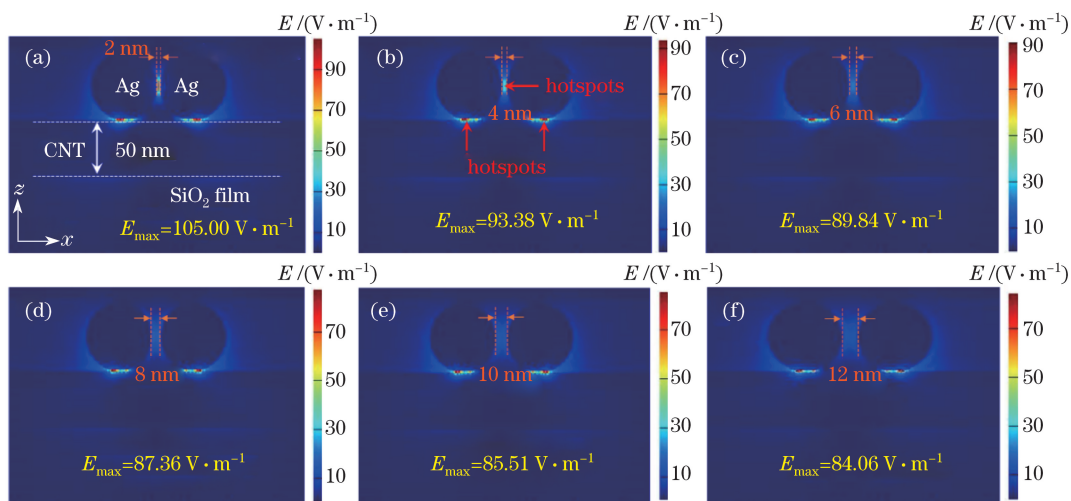 E /(V·m⁻¹)
(a)
2 nm
Ag
Ag
CNT
50 nm
SiO₂ film
z
x
Eₘₐₓ=105.00 V·m⁻¹
90
70
50
30
10
E /(V·m⁻¹)
(b)
hotspots
4 nm
hotspots
Eₘₐₓ=93.38 V·m⁻¹
90
70
50
30
10
E /(V·m⁻¹)
(c)
6 nm
Eₘₐₓ=89.84 V·m⁻¹
90
70
50
30
10
E /(V·m⁻¹)
(d)
8 nm
Eₘₐₓ=87.36 V·m⁻¹
70
50
30
10
E /(V·m⁻¹)
(e)
10 nm
Eₘₐₓ=85.51 V·m⁻¹
70
50
30
10
E /(V·m⁻¹)
(f)
12 nm
Eₘₐₓ=84.06 V·m⁻¹
70
50
30
10